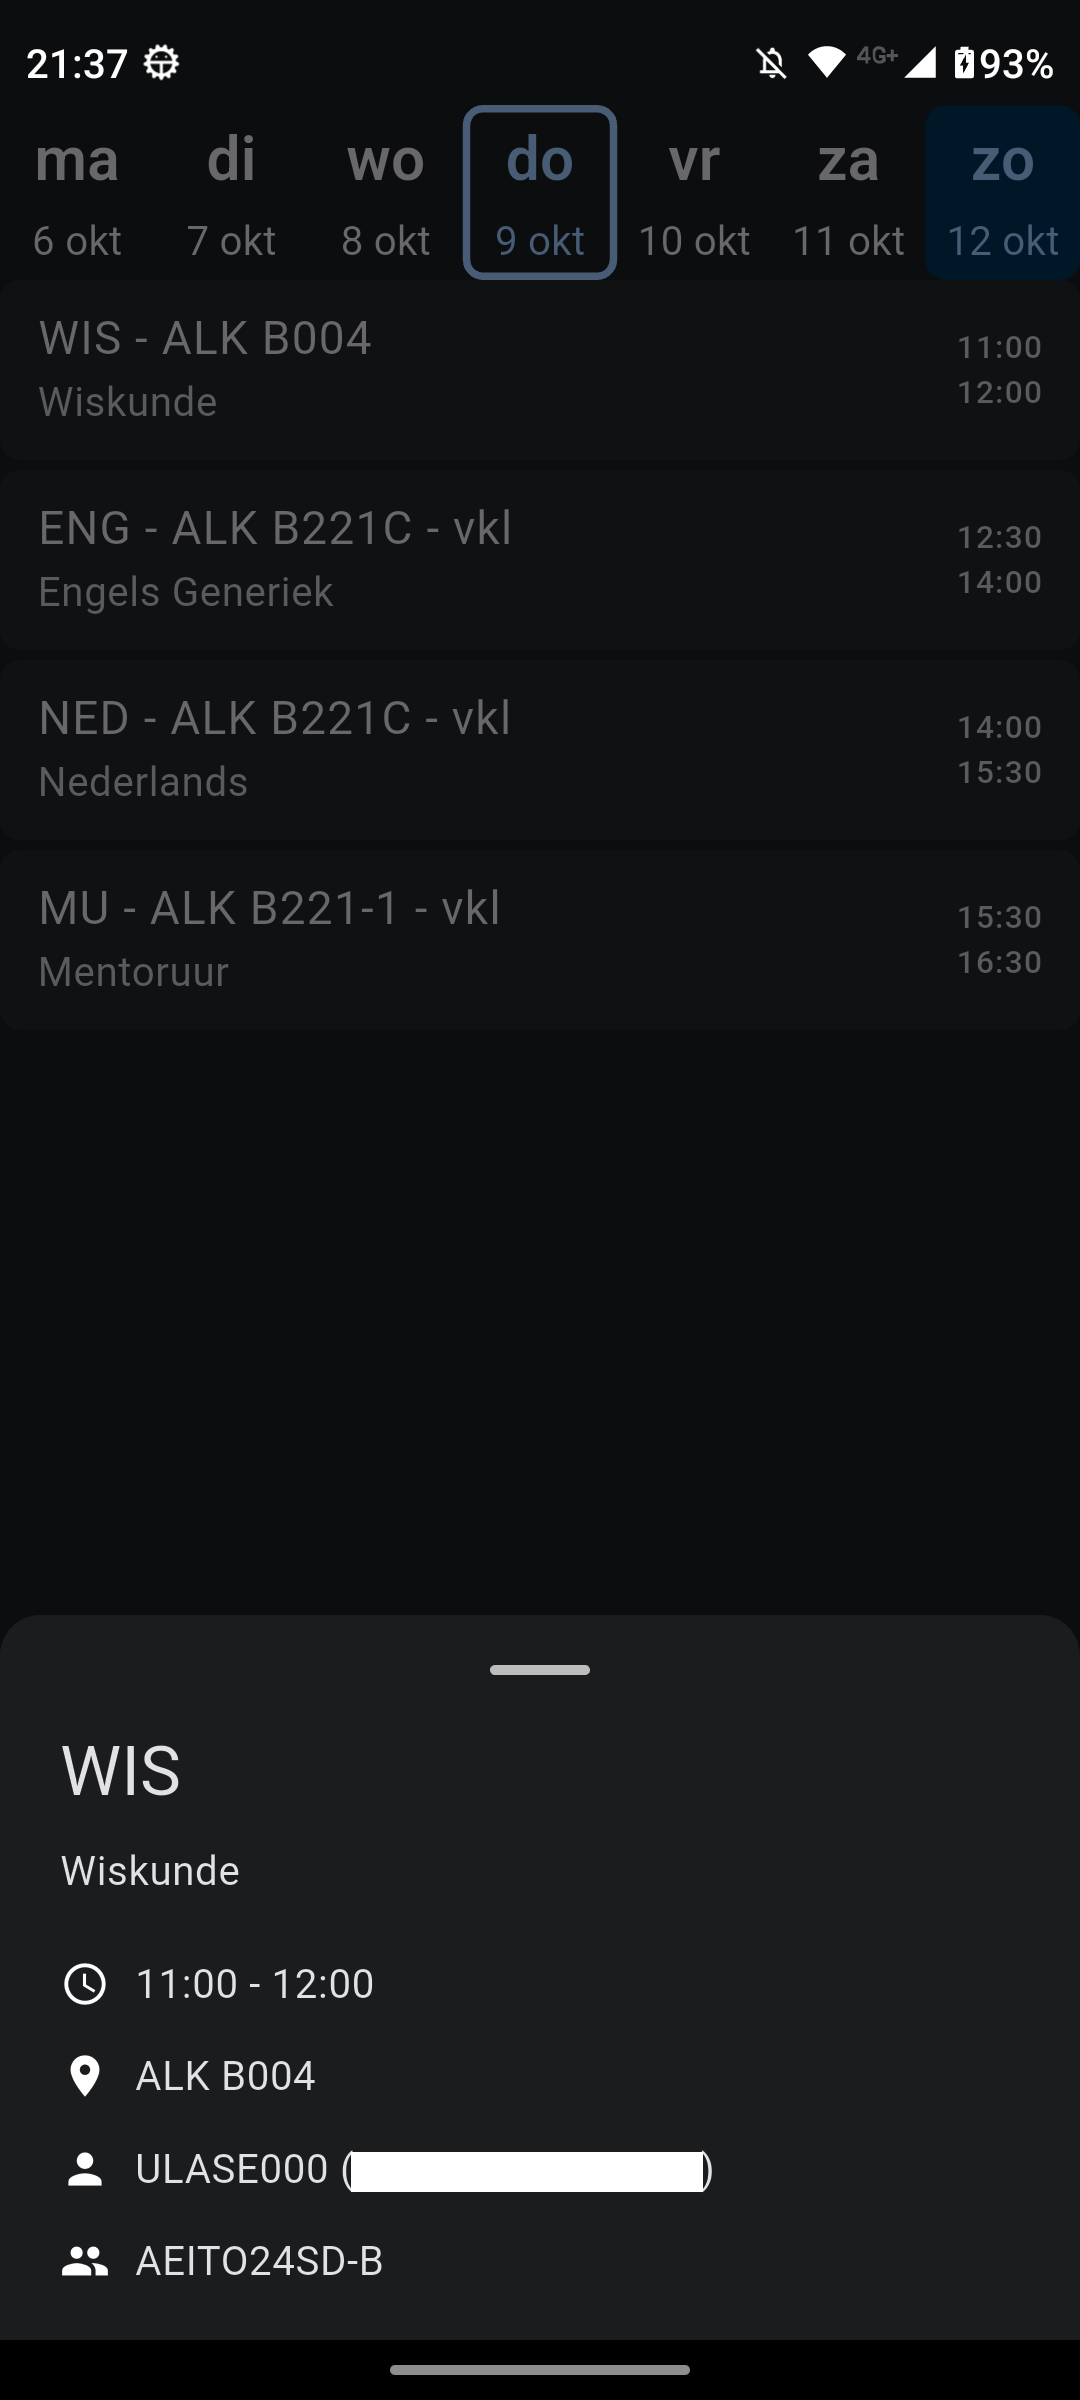 21:37 4G+ 93%
ma di wo do vr za zo
6 okt 7 okt 8 okt 9 okt 10 okt 11 okt 12 okt
WIS - ALK B004
11:00
Wiskunde
12:00
ENG - ALK B221C - vkl
12:30
Engels Generiek
14:00
NED - ALK B221C - vkl
14:00
Nederlands
15:30
MU - ALK B221-1 - vkl
15:30
Mentoruur
16:30
WIS
Wiskunde
11:00 - 12:00
ALK B004
ULASE000 ( )
AEITO24SD-B